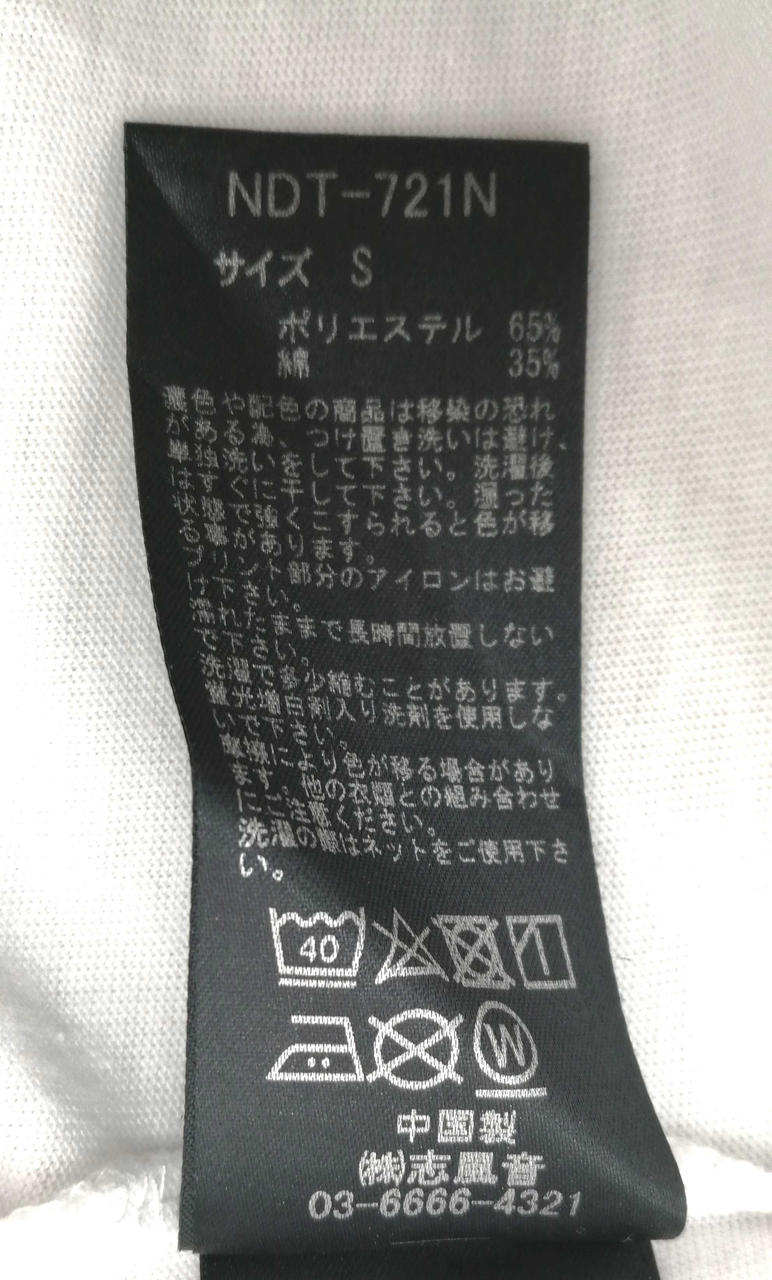 NDT-721N
サイズ S
ポリエステル 65%
綿 35%
濃色や配色の商品は移染の恐れ
がある為、つけ置き洗いは避け、
単独洗いをして下さい。洗濯後
はすぐに干して下さい。湿った
状態で強くこすられると色が移
る事があります。
プリント部分のアイロンはお避
け下さい。
濡れたままで長時間放置しない
で下さい。
洗濯で多少縮むことがあります。
蛍光増白剤入り洗剤を使用しな
いで下さい。
摩擦により色が移る場合があり
ます。他の衣類との組み合わせ
にご注意ください。
洗濯の際はネットをご使用下さ
い。
40
W
中国製
(株)志風音
03-6666-4321